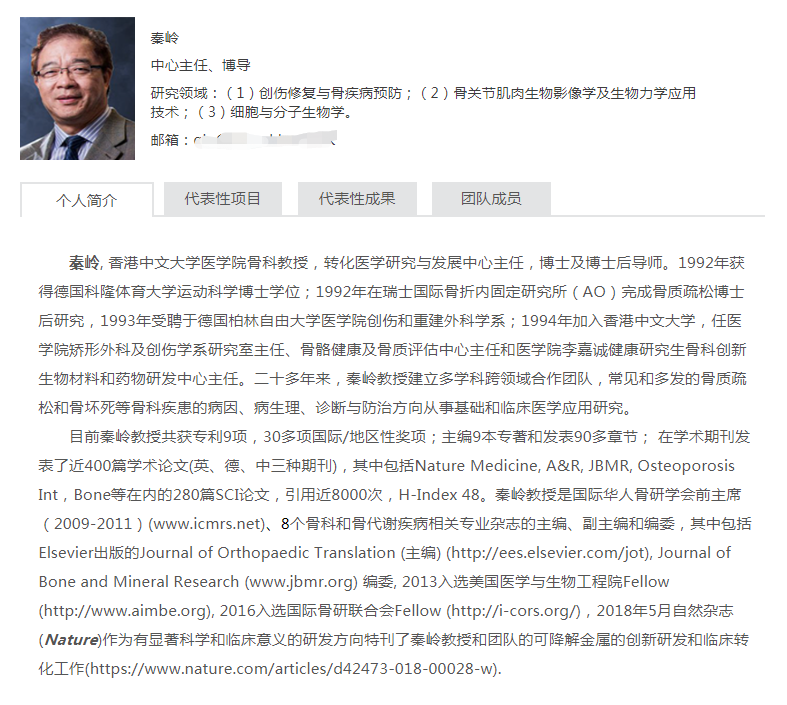 秦岭
中心主任、博导
研究领域：（1）创伤修复与骨疾病预防；（2）骨关节肌肉生物影像学及生物力学应用
技术；（3）细胞与分子生物学。
邮箱：
个人简介 代表性项目 代表性成果 团队成员
秦岭, 香港中文大学医学院骨科教授，转化医学研究与发展中心主任，博士及博士后导师。1992年获
得德国科隆体育大学运动科学博士学位；1992年在瑞士国际骨折内固定研究所（AO）完成骨质疏松博士
后研究，1993年受聘于德国柏林自由大学医学院创伤和重建外科学系；1994年加入香港中文大学，任医
学院矫形外科及创伤学系研究室主任、骨骼健康及骨质评估中心主任和医学院李嘉诚健康研究生骨科创新
生物材料和药物研发中心主任。二十多年来，秦岭教授建立多学科跨领域合作团队，常见和多发的骨质疏
松和骨坏死等骨科疾患的病因、病生理、诊断与防治方向从事基础和临床医学应用研究。
目前秦岭教授共获专利9项，30多项国际/地区性奖项；主编9本专著和发表90多章节； 在学术期刊发
表了近400篇学术论文(英、德、中三种期刊)，其中包括Nature Medicine, A&R, JBMR, Osteoporosis
Int，Bone等在内的280篇SCI论文，引用近8000次，H-Index 48。秦岭教授是国际华人骨研学会前主席
（2009-2011）(www.icmrs.net)、8个骨科和骨代谢疾病相关专业杂志的主编、副主编和编委，其中包括
Elsevier出版的Journal of Orthopaedic Translation (主编) (http://ees.elsevier.com/jot), Journal of
Bone and Mineral Research (www.jbmr.org) 编委, 2013入选美国医学与生物工程院Fellow
(http://www.aimbe.org), 2016入选国际骨研联合会Fellow (http://i-cors.org/)，2018年5月自然杂志
(Nature)作为有显著科学和临床意义的研发方向特刊了秦岭教授和团队的可降解金属的创新研发和临床转
化工作(https://www.nature.com/articles/d42473-018-00028-w).